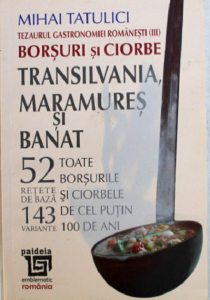 MIHAI TATULICI
TEZAURUL GASTRONOMIEI ROMÂNEȘTI (III)
BORȘURI ȘI CIORBE
TRANSILVANIA,
MARAMUREȘ
ȘI
BANAT
52 TOATE
REȚETE DE BAZĂ
BORȘURILE
ȘI CIORBELE
143 DE CEL PUȚIN
VARIANTE 100 DE ANI
paideia
emblematic
românia